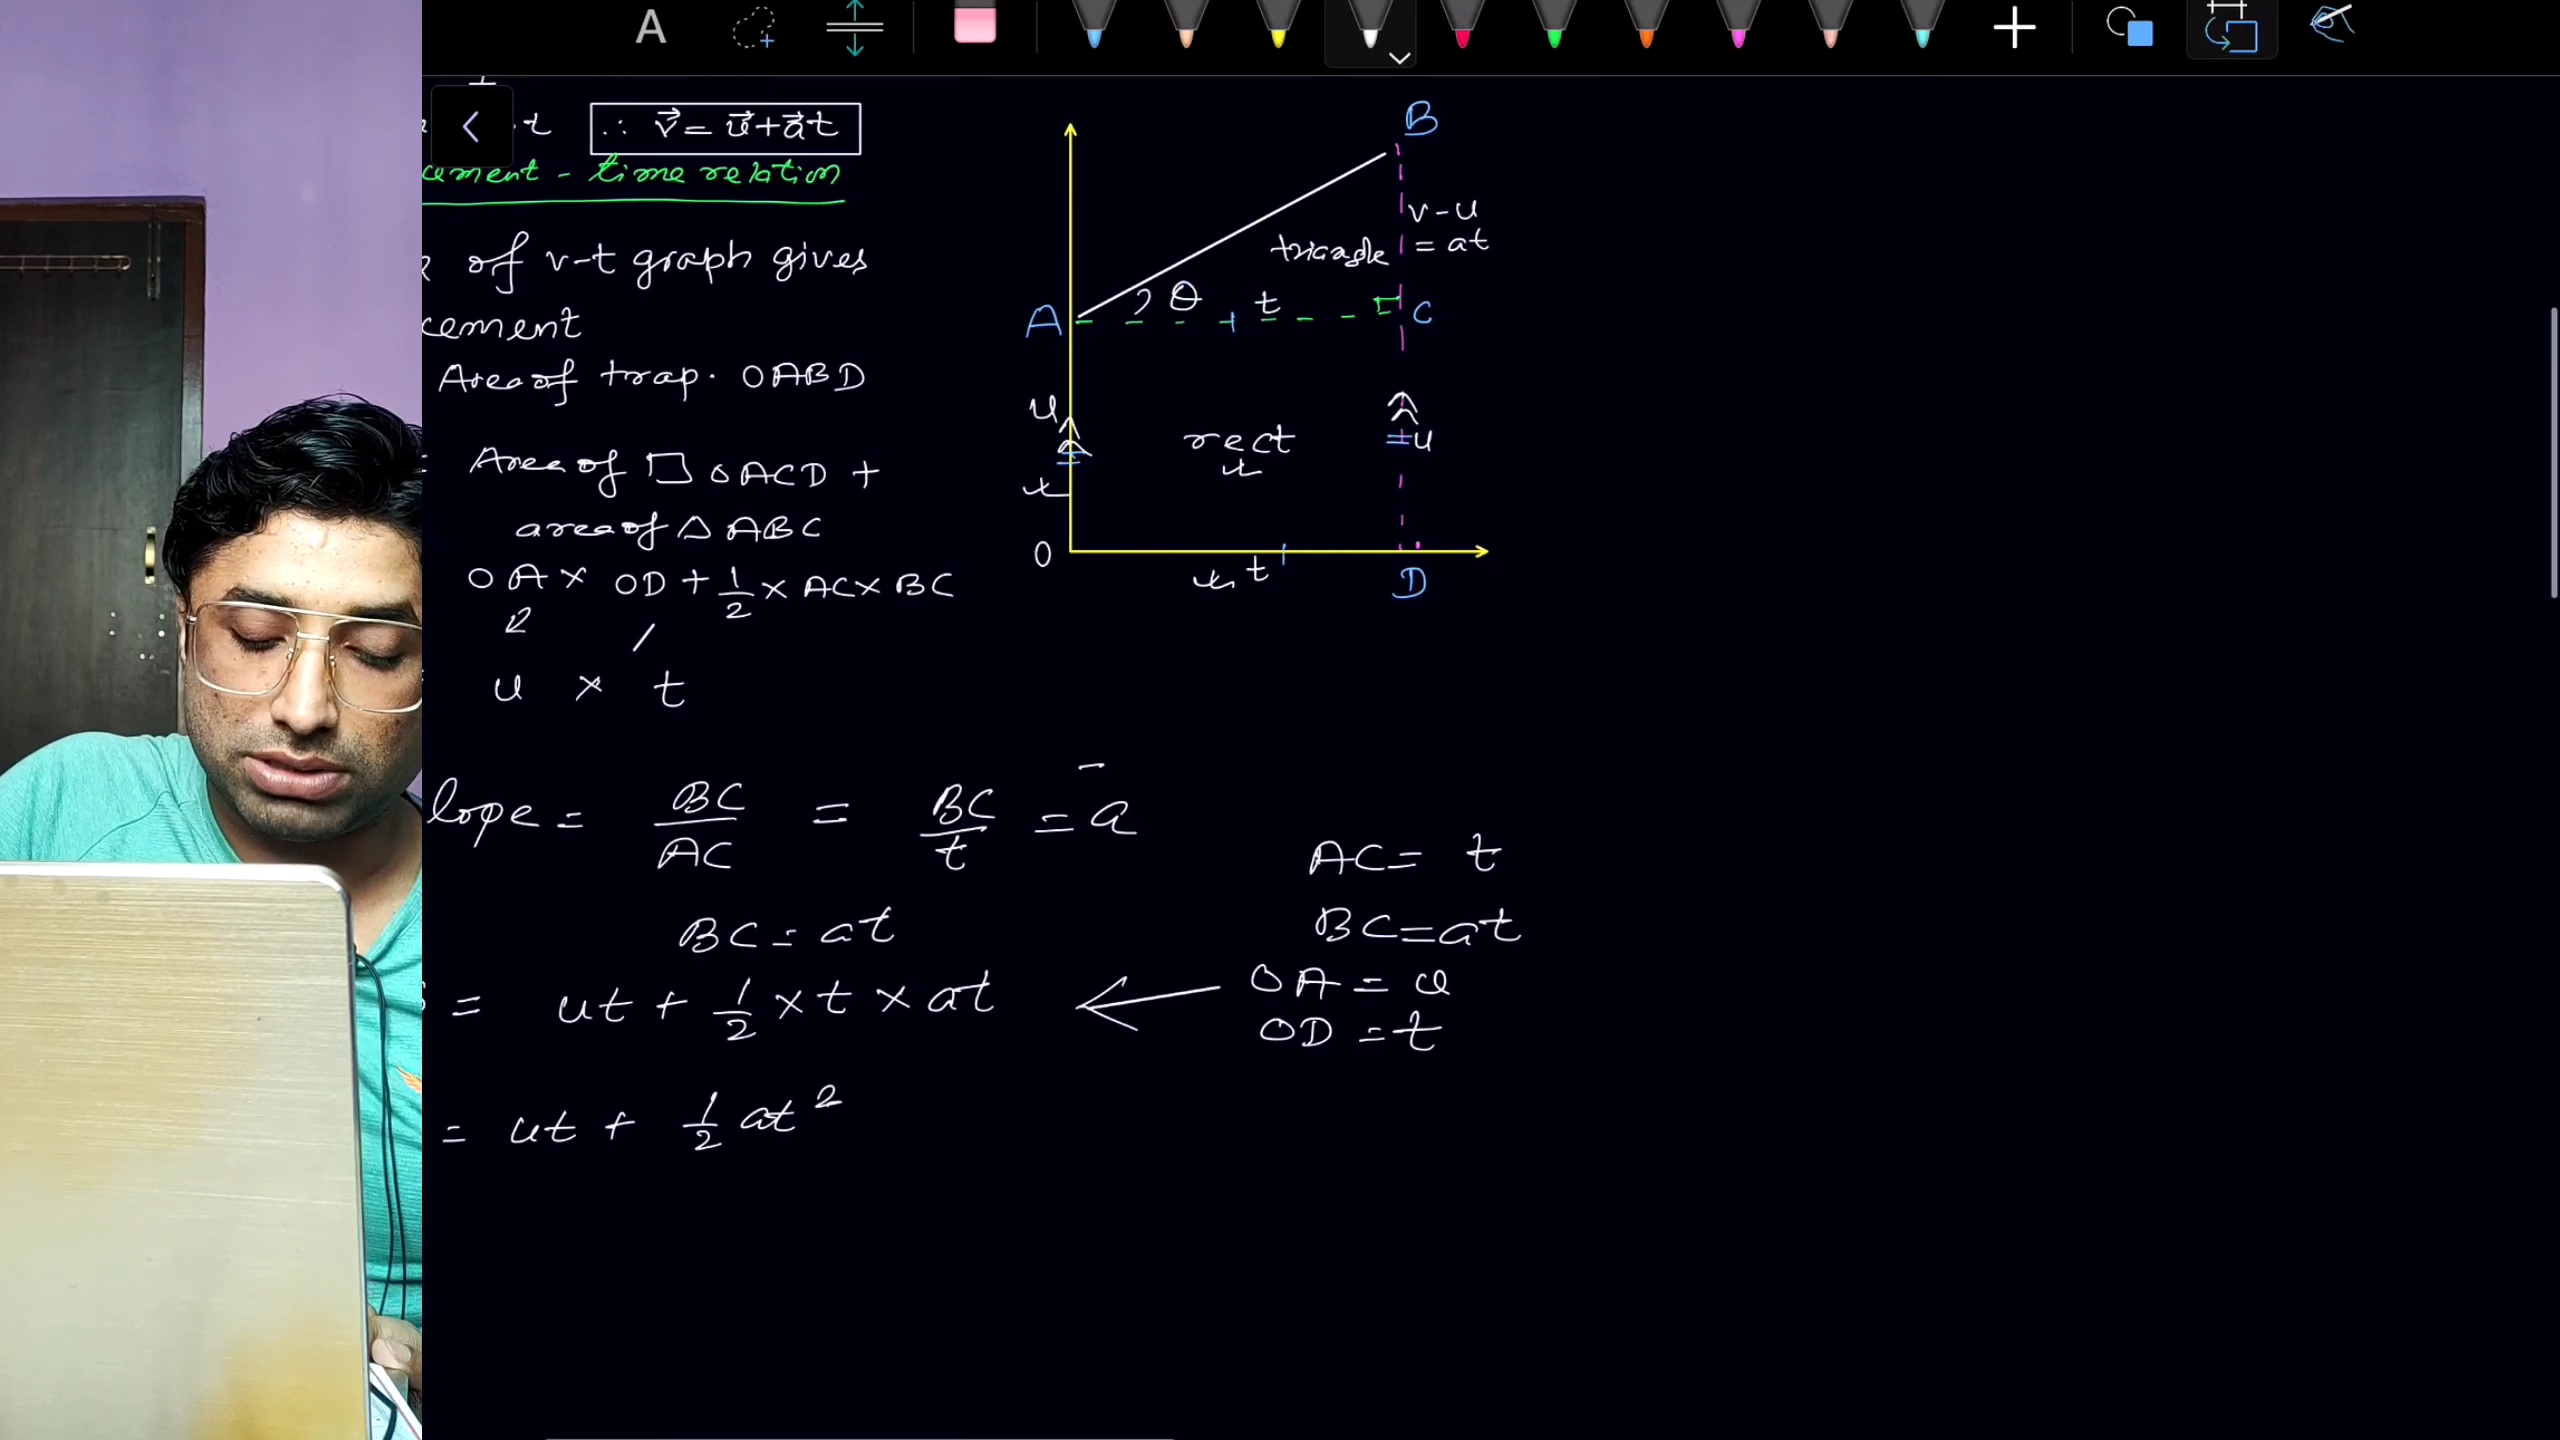 A
t ∴ v⃗ = u⃗ + a⃗t
cement - time relation
of v-t graph gives
cement
Area of trap. OABD
= Area of □ OACD +
area of △ ABC
OA × OD + 1/2 × AC × BC
= u × t
lope = BC/AC = BC/t = a
BC = at
= ut + 1/2 × t × at
= ut + 1/2 at²
B
v-u
= at
triangle
A θ t C
u
rect
u
O t D
AC = t
BC = at
OA = u
OD = t